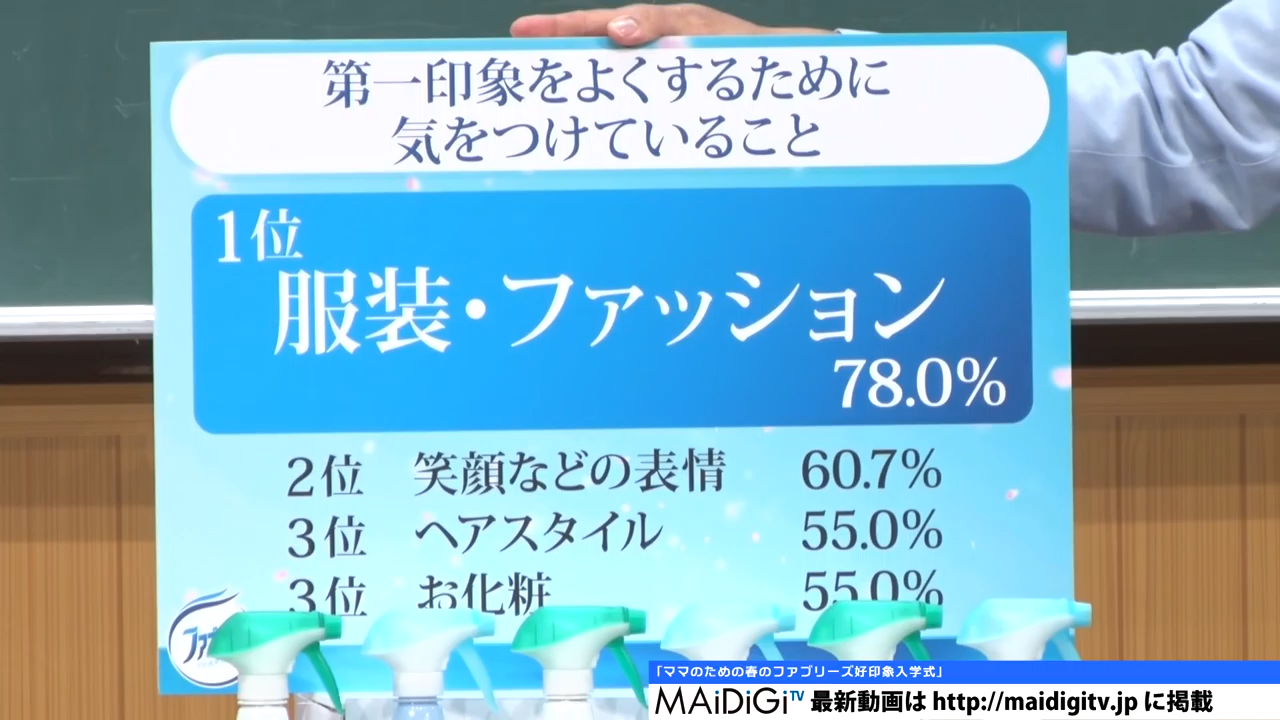 第一印象をよくするために
気をつけていること
1位
服装・ファッション
78.0%
2位 笑顔などの表情 60.7%
3位 ヘアスタイル 55.0%
3位 お化粧 55.0%
「ママのための春のファブリーズ好印象入学式」
MAiDiGiTV 最新動画は http://maidigitv.jp に掲載